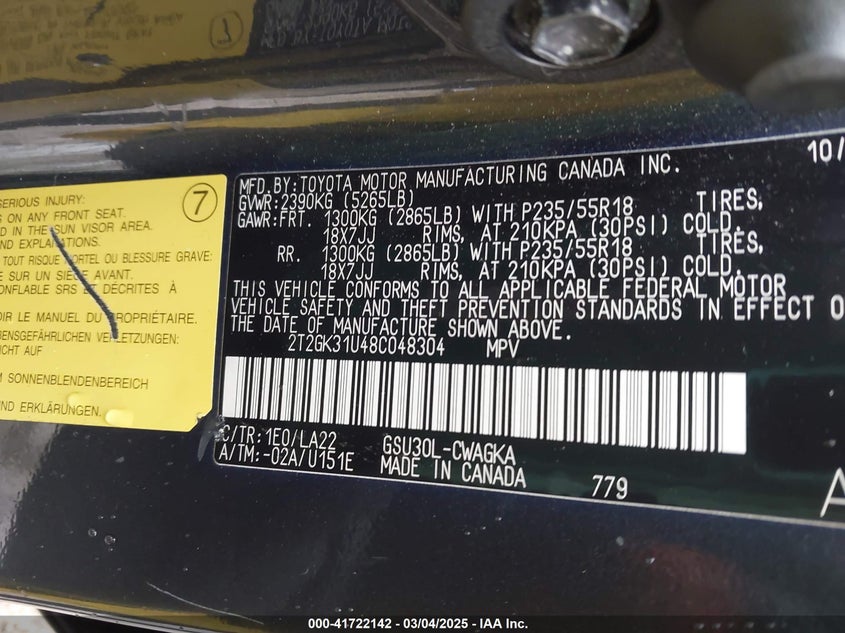 SERIOUS INJURY:
S ON ANY FRONT SEAT.
D IN THE SUN VISOR AREA.
ND EXPLANATIONS.
TOUT RISQUE MORTEL OU BLESSURE GRAVE:
E SUR UN SIÈGE AVANT.
ONFLABLE SRS ET DÉCRITES À
IR LE MANUEL DU PROPRIÉTAIRE.
ENSGEFÄHRLICHEN VERLETZUNGEN:
ICHT AUF
M SONNENBLENDENBEREICH
ND ERKLÄRUNGEN.
7
10/
MFD.BY:TOYOTA MOTOR MANUFACTURING CANADA INC.
GVWR: 2390KG (5265LB)
GAWR:FRT. 1300KG (2865LB) WITH P235/55R18 TIRES,
18X7JJ RIMS, AT 210KPA (30PSI) COLD.
RR. 1300KG (2865LB) WITH P235/55R18 TIRES,
18X7JJ RIMS, AT 210KPA (30PSI) COLD.
THIS VEHICLE CONFORMS TO ALL APPLICABLE FEDERAL MOTOR
VEHICLE SAFETY AND THEFT PREVENTION STANDARDS IN EFFECT O
THE DATE OF MANUFACTURE SHOWN ABOVE.
2T2GK31U48C048304 MPV
C/TR: 1E0/LA22 GSU30L-CWAGKA
A/TM: -02A/U151E MADE IN CANADA
779
A
000-41722142 - 03/04/2025 - IAA Inc.